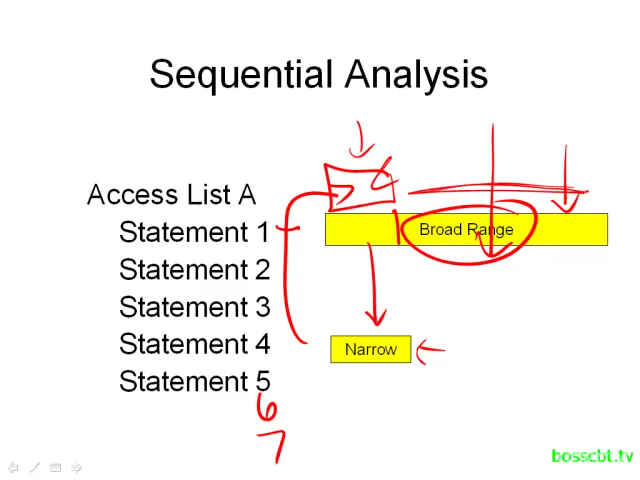 Sequential Analysis
Access List A
Statement 1
Broad Range
Statement 2
Statement 3
Statement 4
Narrow
Statement 5
6
7
bosscbt.tv